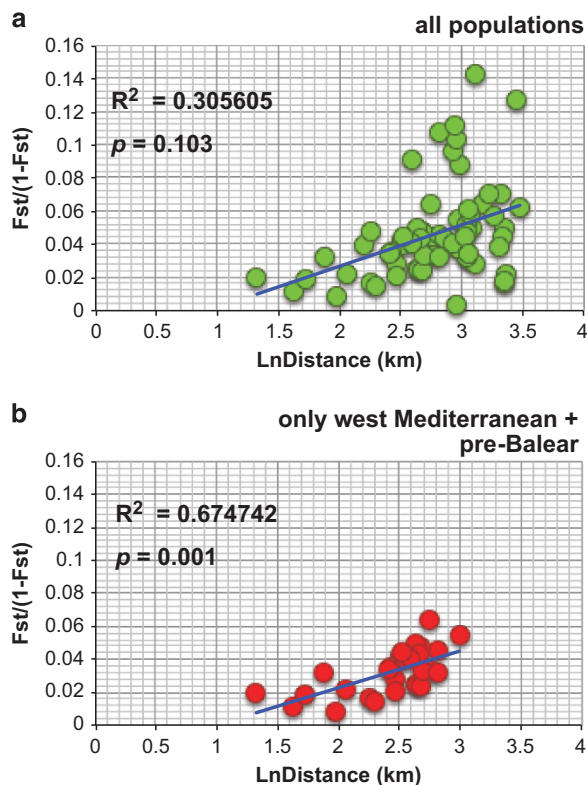 a
all populations
0.16
0.14
0.12
0.1
0.08
0.06
0.04
0.02
0
Fst/(1-Fst)
R² = 0.305605
p = 0.103
0 0.5 1 1.5 2 2.5 3 3.5 4
LnDistance (km)
b
only west Mediterranean +
pre-Balear
0.16
0.14
0.12
0.1
0.08
0.06
0.04
0.02
0
Fst/(1-Fst)
R² = 0.674742
p = 0.001
0 0.5 1 1.5 2 2.5 3 3.5 4
LnDistance (km)